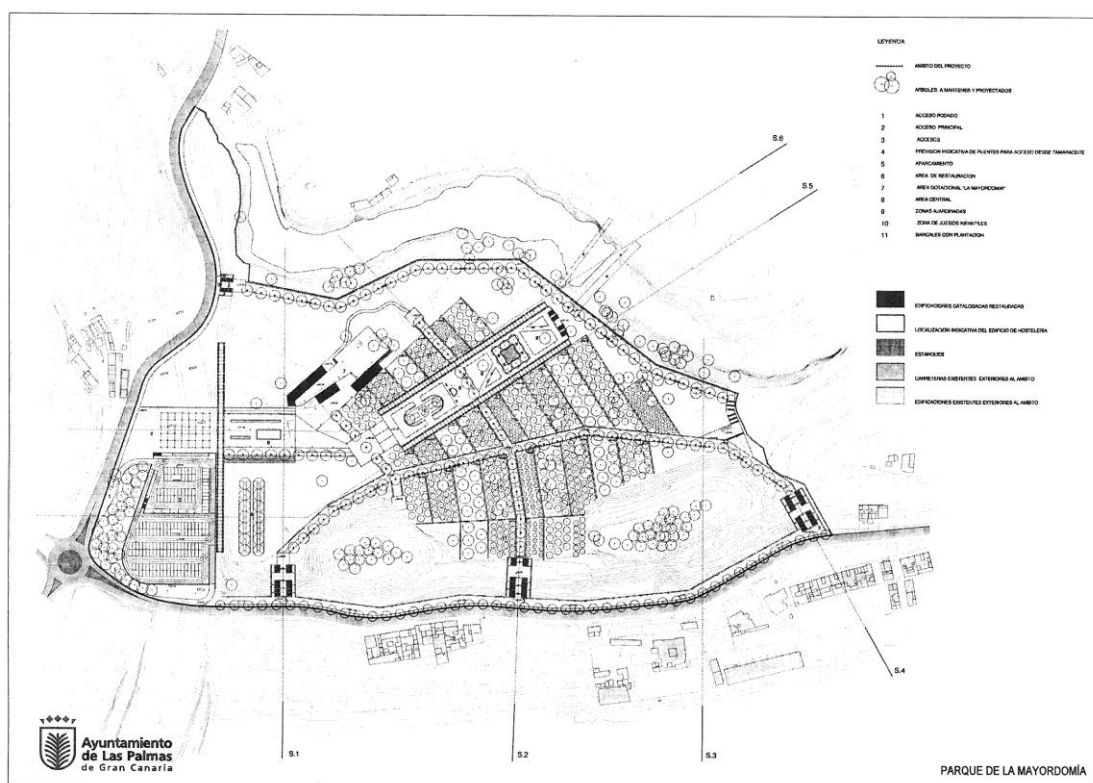 LEYENDA
AMBITO DEL PROYECTO
ARBOLES A MANTENER Y PROYECTADOS
1 ACCESO RODADO
2 ACCESO PRINCIPAL
3 ACCESOS
4 PREVISION INDICATIVA DE PUENTES PARA ACCESO DESDE TAMARACEITE
5 APARCAMIENTO
6 AREA DE RESTAURACION
7 AREA DOTACIONAL "LA MAYORDOMIA"
8 AREA CENTRAL
9 ZONAS AJARDINADAS
10 ZONA DE JUEGOS INFANTILES
11 BANCALES CON PLANTACION
EDIFICACIONES CATALOGADAS RESTAURADAS
LOCALIZACION INDICATIVA DEL EDIFICIO DE HOSTELERIA
ESTANQUES
CARRETERAS EXISTENTES EXTERIORES AL AMBITO
EDIFICACIONES EXISTENTES EXTERIORES AL AMBITO
S.6
S.5
S.4
S.1
S.2
S.3
Ayuntamiento
de Las Palmas
de Gran Canaria
PARQUE DE LA MAYORDOMÍA